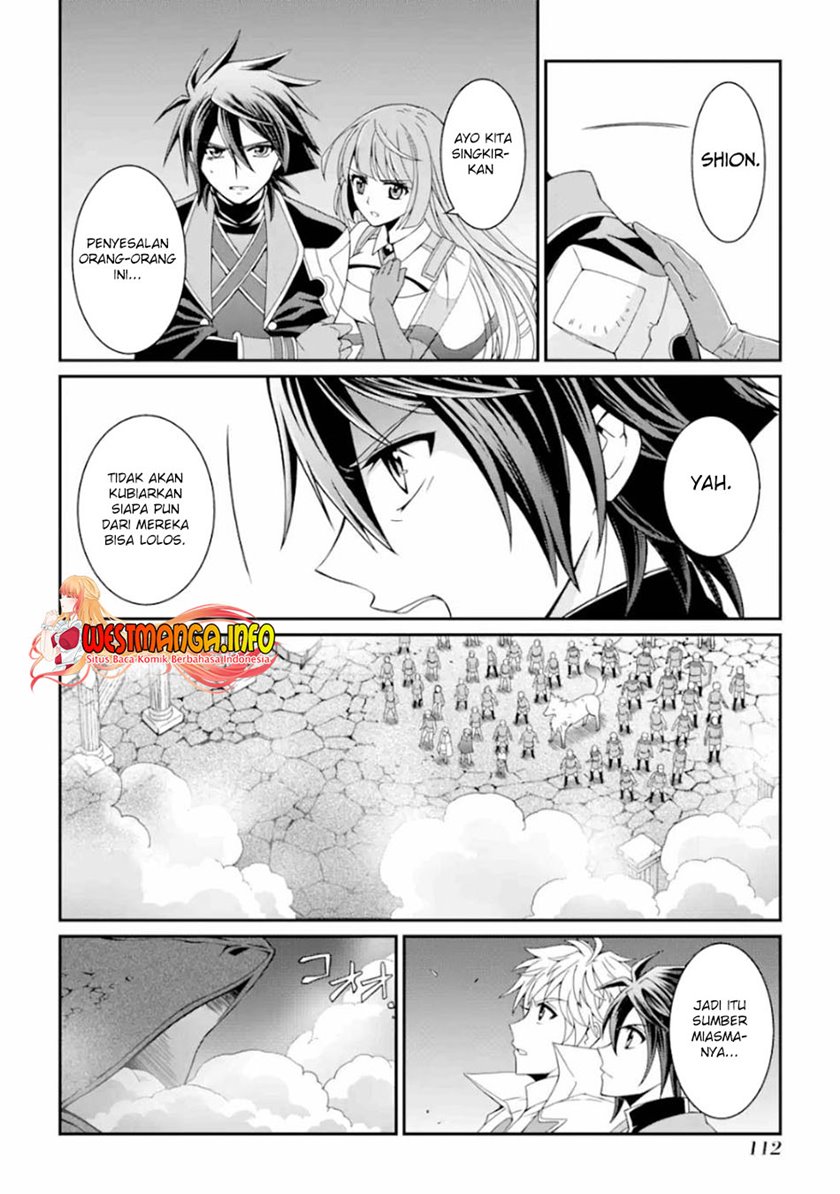 SHION.
AYO KITA
SINGKIR-
KAN
PENYESALAN
ORANG-ORANG
INI...
YAH.
TIDAK AKAN
KUBIARKAN
SIAPA PUN
DARI MEREKA
BISA LOLOS.
WESTMANGA.INFO
Situs Baca Komik Berbahasa Indonesia
JADI ITU
SUMBER
MIASMA-
NYA...
コォオ
112